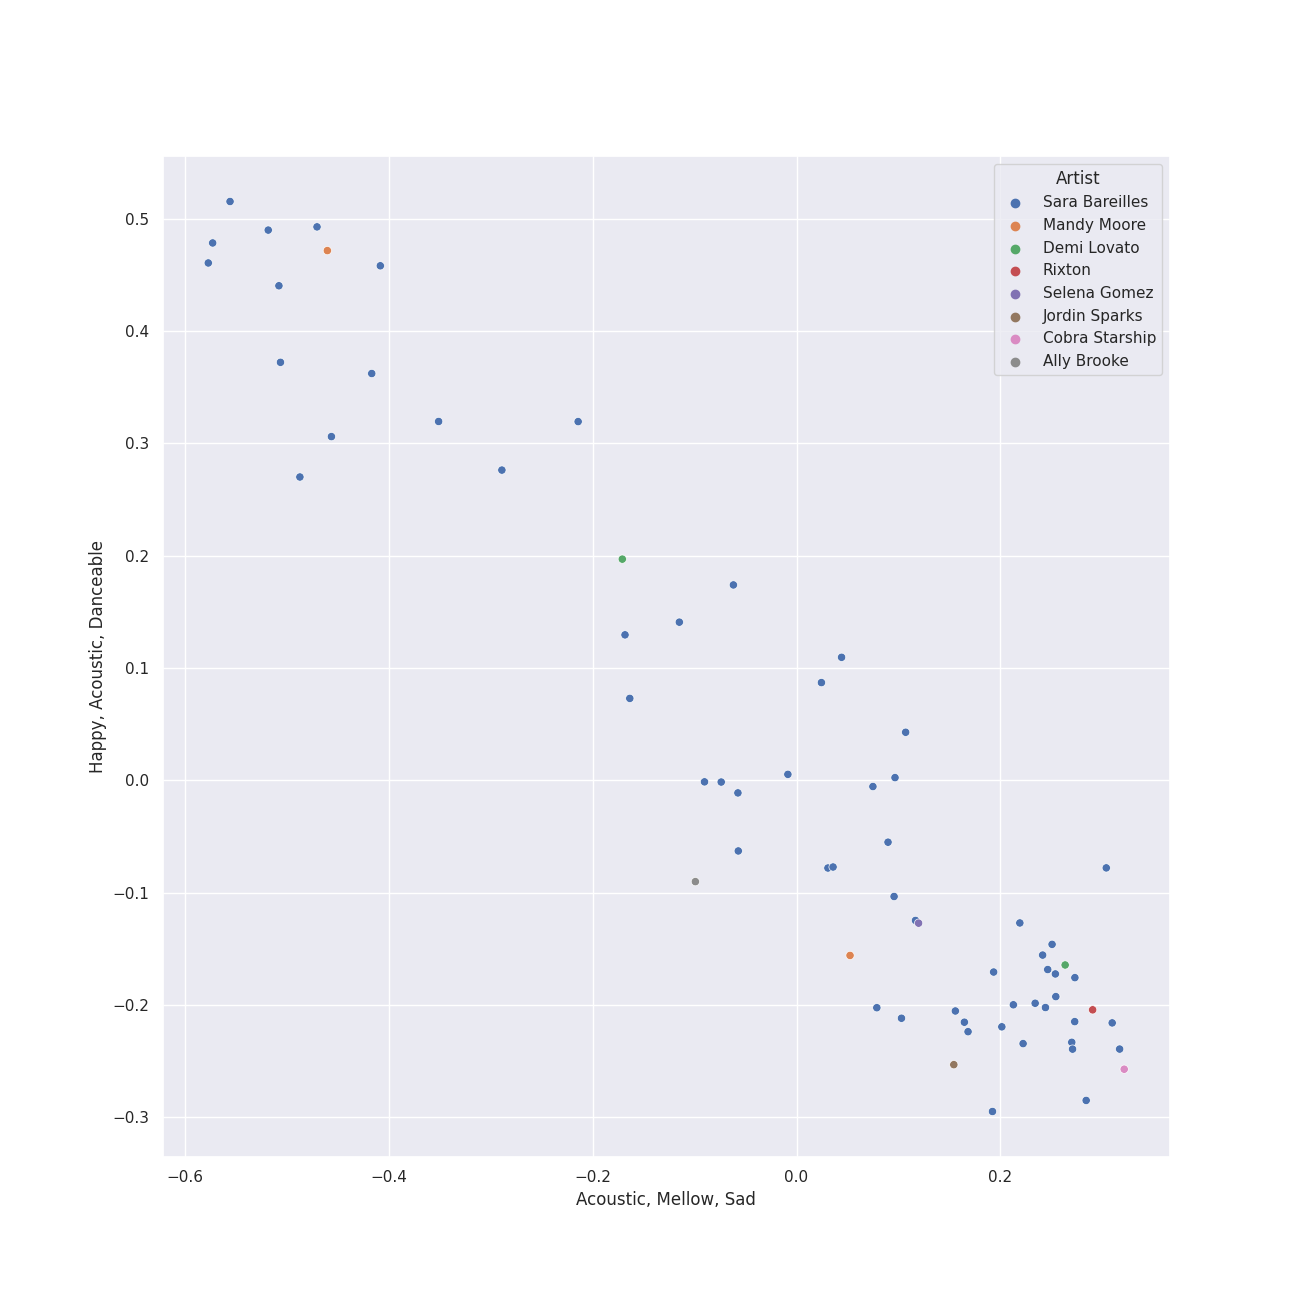 Artist
Sara Bareilles
Mandy Moore
Demi Lovato
Rixton
Selena Gomez
Jordin Sparks
Cobra Starship
Ally Brooke
Happy, Acoustic, Danceable
0.5
0.4
0.3
0.2
0.1
0.0
−0.1
−0.2
−0.3
−0.6 −0.4 −0.2 0.0 0.2
Acoustic, Mellow, Sad